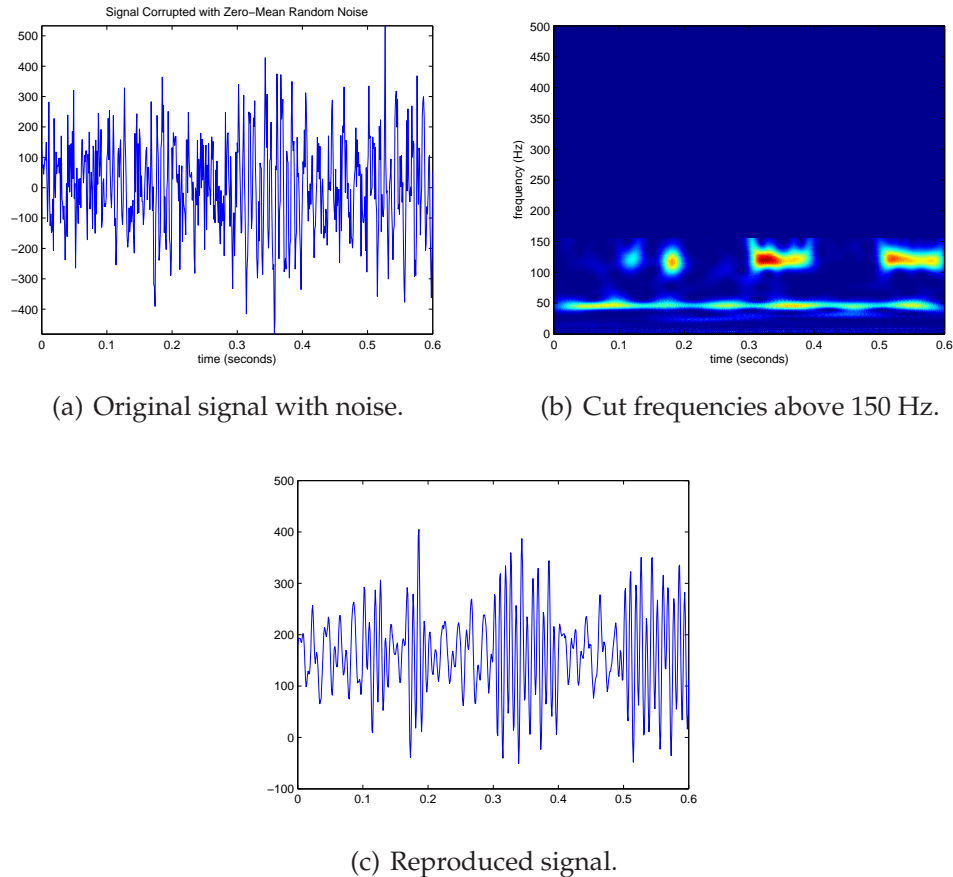 Signal Corrupted with Zero−Mean Random Noise
500
400
300
200
100
0
−100
−200
−300
−400
0 0.1 0.2 0.3 0.4 0.5 0.6
time (seconds)
(a) Original signal with noise.
frequency (Hz)
500
450
400
350
300
250
200
150
100
50
0
0 0.1 0.2 0.3 0.4 0.5 0.6
time (seconds)
(b) Cut frequencies above 150 Hz.
500
400
300
200
100
0
−100
0 0.1 0.2 0.3 0.4 0.5 0.6
(c) Reproduced signal.